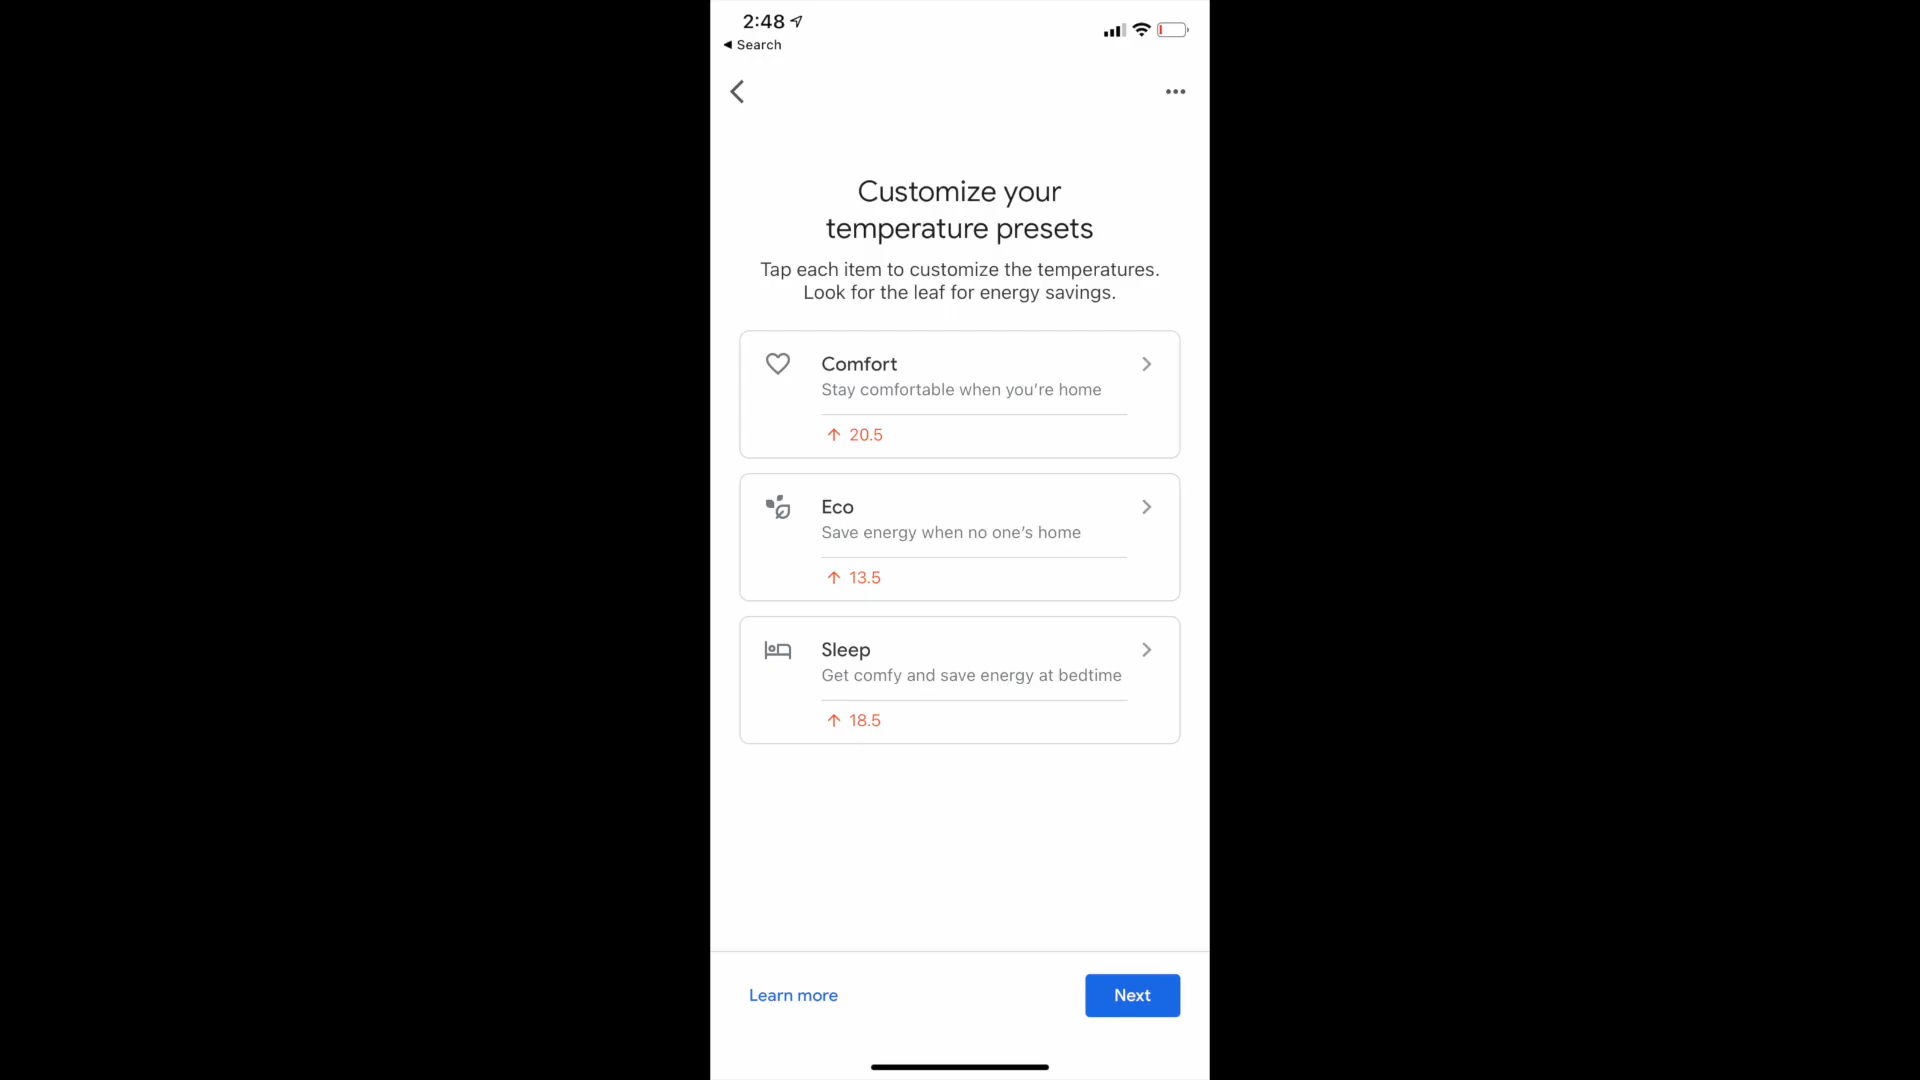 2:48
Search
Customize your
temperature presets
Tap each item to customize the temperatures.
Look for the leaf for energy savings.
Comfort
Stay comfortable when you’re home
↑ 20.5
Eco
Save energy when no one’s home
↑ 13.5
Sleep
Get comfy and save energy at bedtime
↑ 18.5
Learn more
Next